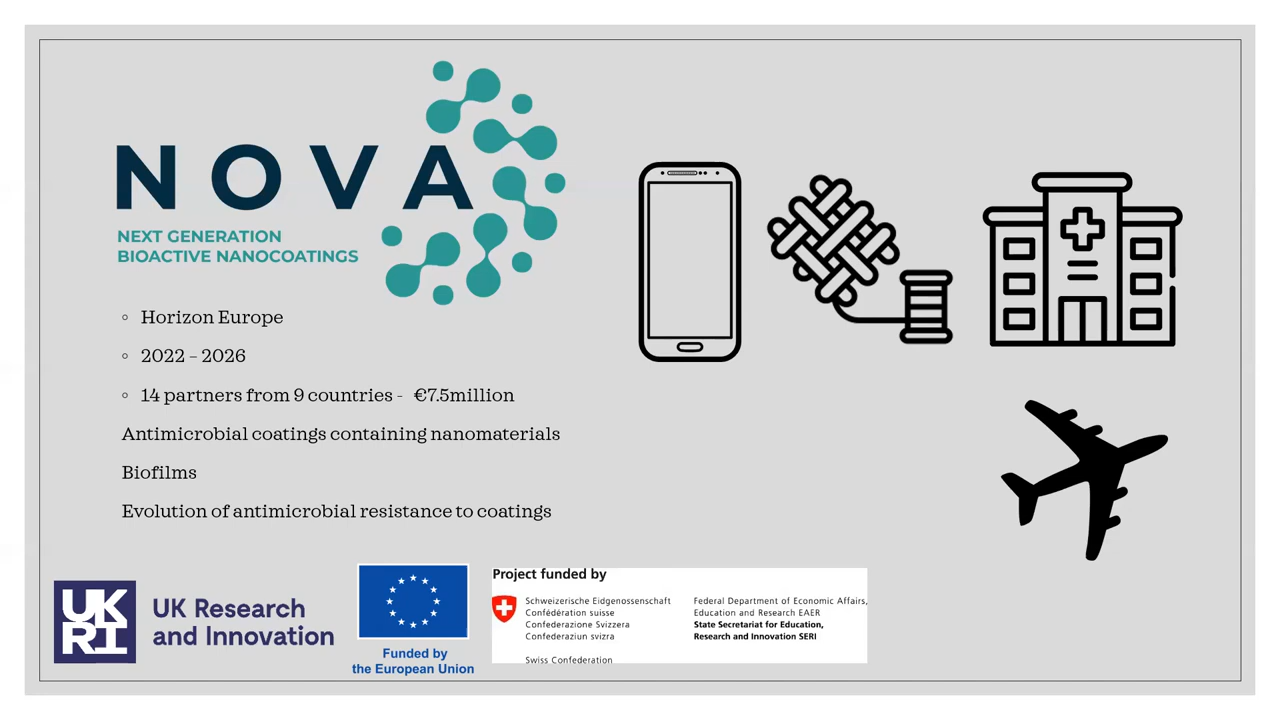 NOVA
NEXT GENERATION
BIOACTIVE NANOCOATINGS
◦ Horizon Europe
◦ 2022 – 2026
◦ 14 partners from 9 countries - €7.5million
Antimicrobial coatings containing nanomaterials
Biofilms
Evolution of antimicrobial resistance to coatings
UK
RI
UK Research
and Innovation
Funded by
the European Union
Project funded by
Schweizerische Eidgenossenschaft
Confédération suisse
Confederazione Svizzera
Confederaziun svizra
Swiss Confederation
Federal Department of Economic Affairs,
Education and Research EAER
State Secretariat for Education,
Research and Innovation SERI